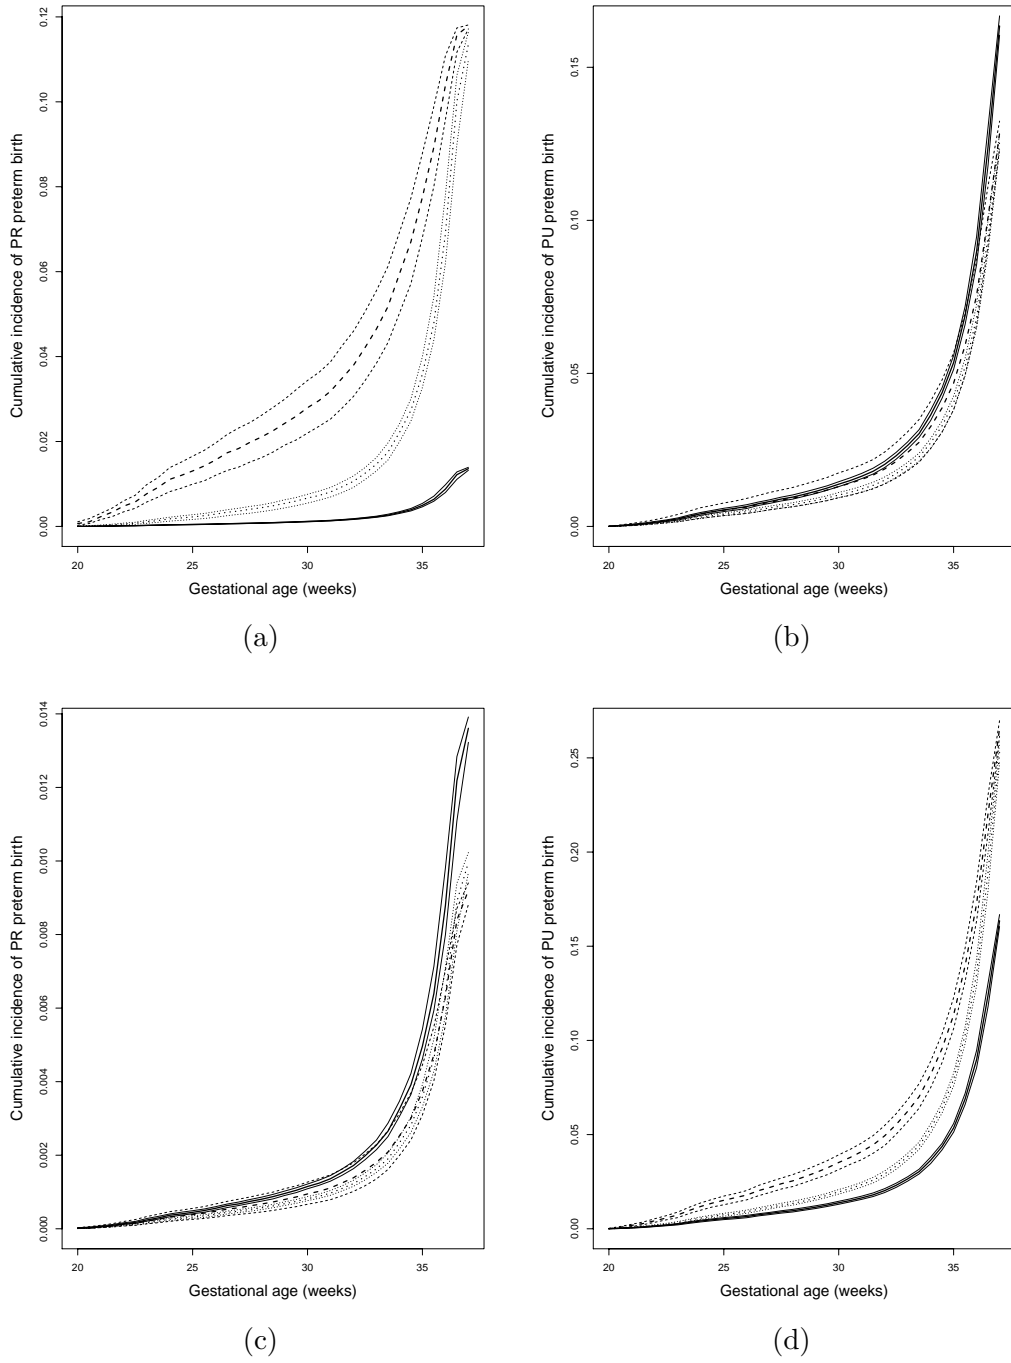 0.00 0.02 0.04 0.06 0.08 0.10 0.12
Cumulative incidence of PR preterm birth
20 25 30 35
Gestational age (weeks)
(a)
0.00 0.05 0.10 0.15
Cumulative incidence of PU preterm birth
20 25 30 35
Gestational age (weeks)
(b)
0.000 0.002 0.004 0.006 0.008 0.010 0.012 0.014
Cumulative incidence of PR preterm birth
20 25 30 35
Gestational age (weeks)
(c)
0.00 0.05 0.10 0.15 0.20 0.25
Cumulative incidence of PU preterm birth
20 25 30 35
Gestational age (weeks)
(d)